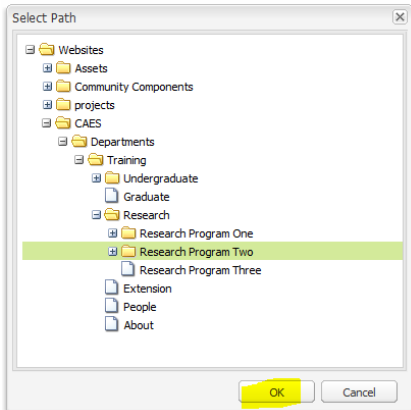 Select Path
Websites
Assets
Community Components
projects
CAES
Departments
Training
Undergraduate
Graduate
Research
Research Program One
Research Program Two
Research Program Three
Extension
People
About
OK Cancel